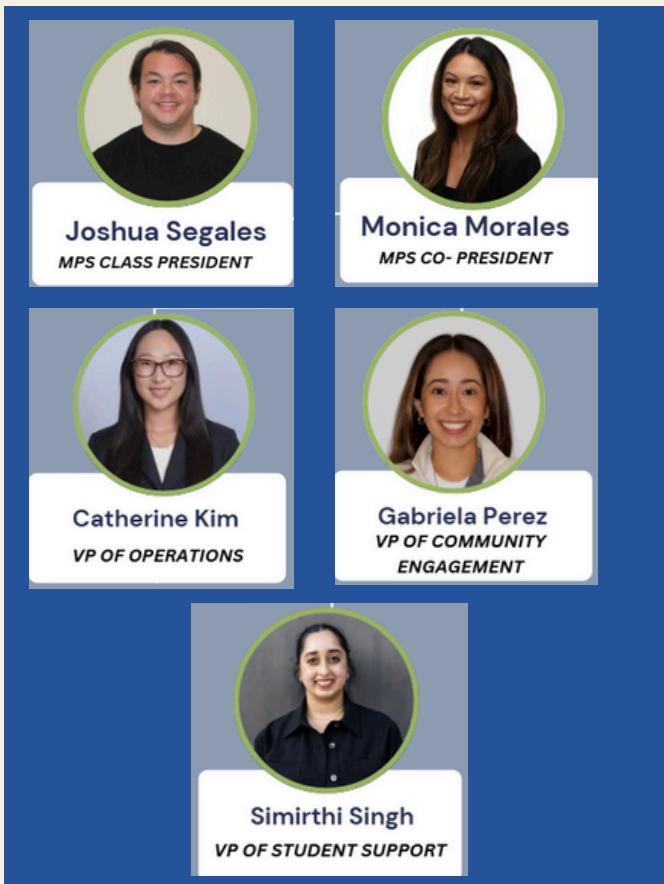 Joshua Segales
MPS CLASS PRESIDENT
Monica Morales
MPS CO- PRESIDENT
Catherine Kim
VP OF OPERATIONS
Gabriela Perez
VP OF COMMUNITY
ENGAGEMENT
Simirthi Singh
VP OF STUDENT SUPPORT